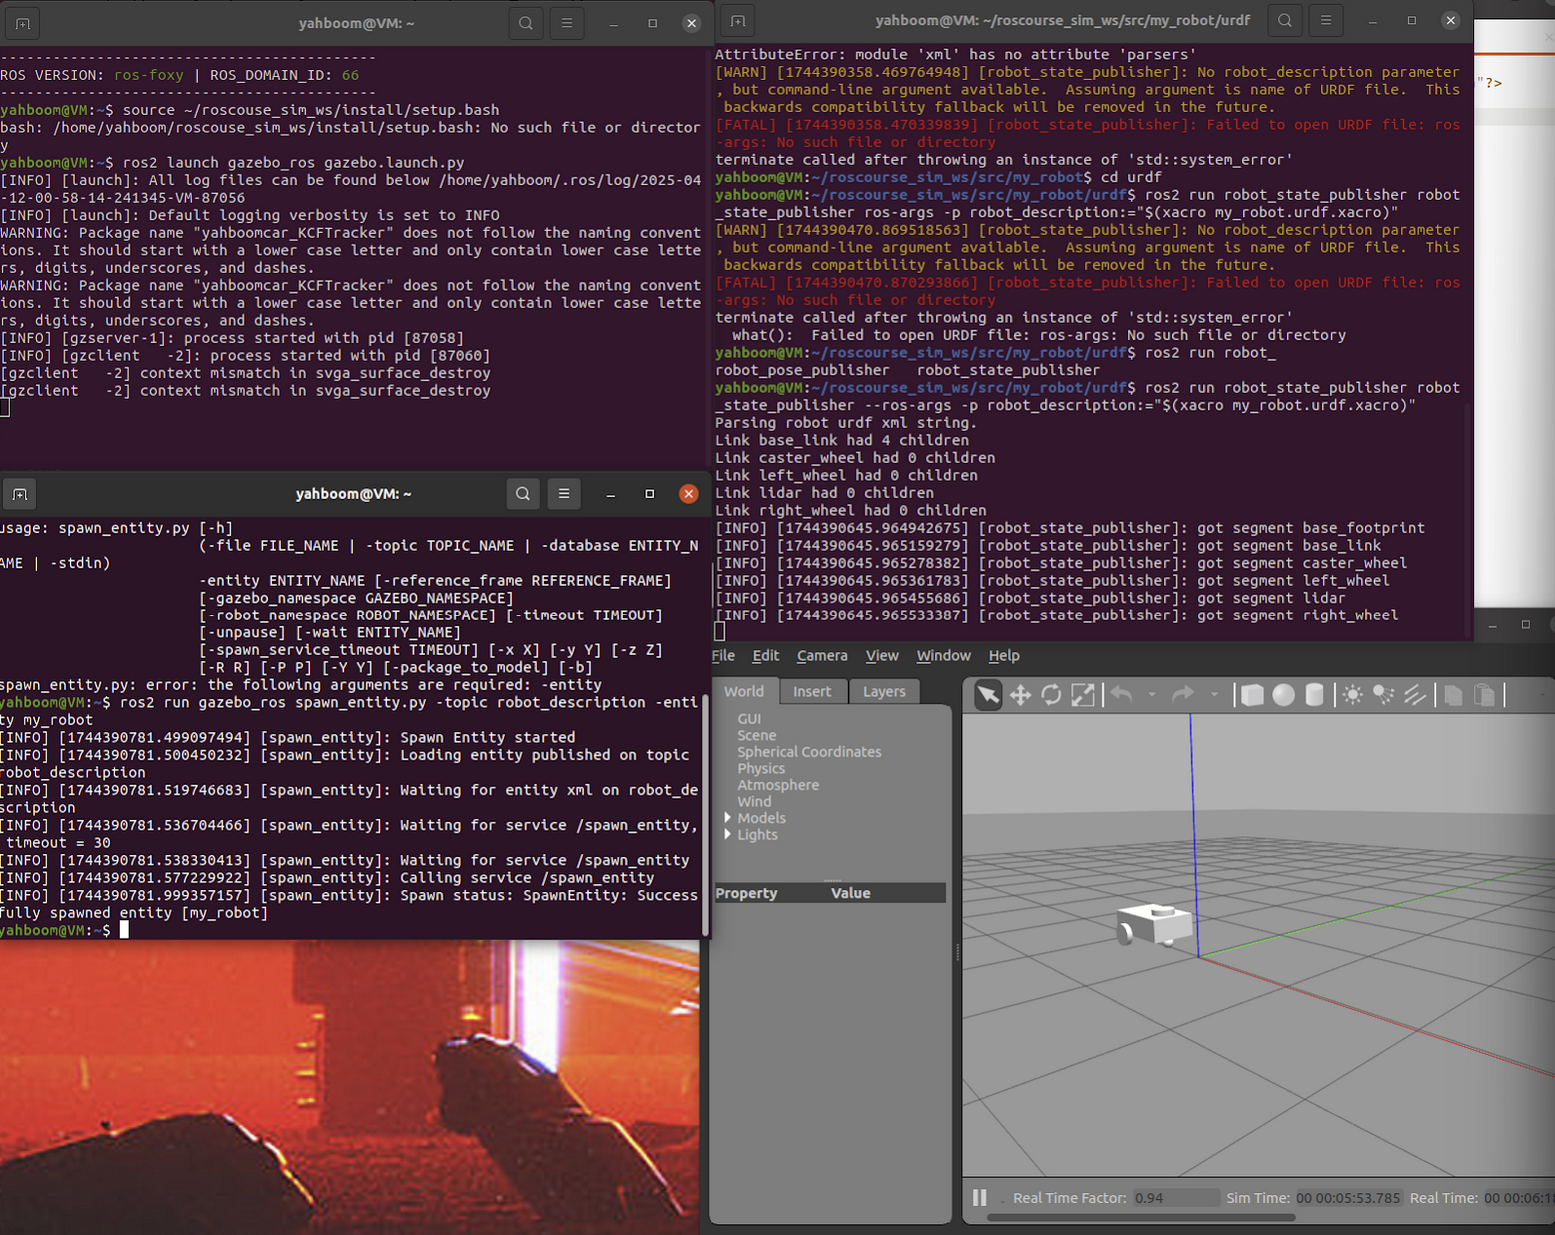 yahboom@VM: ~
------------------------------------------
ROS VERSION: ros-foxy | ROS_DOMAIN_ID: 66
------------------------------------------
yahboom@VM:~$ source ~/roscouse_sim_ws/install/setup.bash
bash: /home/yahboom/roscouse_sim_ws/install/setup.bash: No such file or director
y
yahboom@VM:~$ ros2 launch gazebo_ros gazebo.launch.py
[INFO] [launch]: All log files can be found below /home/yahboom/.ros/log/2025-04
-12-00-58-14-241345-VM-87056
[INFO] [launch]: Default logging verbosity is set to INFO
WARNING: Package name "yahboomcar_KCFTracker" does not follow the naming convent
ions. It should start with a lower case letter and only contain lower case lette
rs, digits, underscores, and dashes.
WARNING: Package name "yahboomcar_KCFTracker" does not follow the naming convent
ions. It should start with a lower case letter and only contain lower case lette
rs, digits, underscores, and dashes.
[INFO] [gzserver-1]: process started with pid [87058]
[INFO] [gzclient   -2]: process started with pid [87060]
[gzclient   -2] context mismatch in svga_surface_destroy
[gzclient   -2] context mismatch in svga_surface_destroy
yahboom@VM: ~/roscourse_sim_ws/src/my_robot/urdf
AttributeError: module 'xml' has no attribute 'parsers'
[WARN] [1744390358.469764948] [robot_state_publisher]: No robot_description parameter
, but command-line argument available.  Assuming argument is name of URDF file.  This
 backwards compatibility fallback will be removed in the future.
[FATAL] [1744390358.470339839] [robot_state_publisher]: Failed to open URDF file: ros
-args: No such file or directory
terminate called after throwing an instance of 'std::system_error'
yahboom@VM:~/roscourse_sim_ws/src/my_robot$ cd urdf
yahboom@VM:~/roscourse_sim_ws/src/my_robot/urdf$ ros2 run robot_state_publisher robot
_state_publisher ros-args -p robot_description:="$(xacro my_robot.urdf.xacro)"
[WARN] [1744390470.869518563] [robot_state_publisher]: No robot_description parameter
, but command-line argument available.  Assuming argument is name of URDF file.  This
 backwards compatibility fallback will be removed in the future.
[FATAL] [1744390470.870293866] [robot_state_publisher]: Failed to open URDF file: ros
-args: No such file or directory
terminate called after throwing an instance of 'std::system_error'
  what():  Failed to open URDF file: ros-args: No such file or directory
yahboom@VM:~/roscourse_sim_ws/src/my_robot/urdf$ ros2 run robot_
robot_pose_publisher   robot_state_publisher
yahboom@VM:~/roscourse_sim_ws/src/my_robot/urdf$ ros2 run robot_state_publisher robot
_state_publisher --ros-args -p robot_description:="$(xacro my_robot.urdf.xacro)"
Parsing robot urdf xml string.
Link base_link had 4 children
Link caster_wheel had 0 children
Link left_wheel had 0 children
Link lidar had 0 children
Link right_wheel had 0 children
[INFO] [1744390645.964942675] [robot_state_publisher]: got segment base_footprint
[INFO] [1744390645.965159279] [robot_state_publisher]: got segment base_link
[INFO] [1744390645.965278382] [robot_state_publisher]: got segment caster_wheel
[INFO] [1744390645.965361783] [robot_state_publisher]: got segment left_wheel
[INFO] [1744390645.965455686] [robot_state_publisher]: got segment lidar
[INFO] [1744390645.965533387] [robot_state_publisher]: got segment right_wheel
"?>
yahboom@VM: ~
usage: spawn_entity.py [-h]
(-file FILE_NAME | -topic TOPIC_NAME | -database ENTITY_N
AME | -stdin)
-entity ENTITY_NAME [-reference_frame REFERENCE_FRAME]
[-gazebo_namespace GAZEBO_NAMESPACE]
[-robot_namespace ROBOT_NAMESPACE] [-timeout TIMEOUT]
[-unpause] [-wait ENTITY_NAME]
[-spawn_service_timeout TIMEOUT] [-x X] [-y Y] [-z Z]
[-R R] [-P P] [-Y Y] [-package_to_model] [-b]
spawn_entity.py: error: the following arguments are required: -entity
yahboom@VM:~$ ros2 run gazebo_ros spawn_entity.py -topic robot_description -enti
ty my_robot
[INFO] [1744390781.499097494] [spawn_entity]: Spawn Entity started
[INFO] [1744390781.500450232] [spawn_entity]: Loading entity published on topic
robot_description
[INFO] [1744390781.519746683] [spawn_entity]: Waiting for entity xml on robot_de
scription
[INFO] [1744390781.536704466] [spawn_entity]: Waiting for service /spawn_entity,
 timeout = 30
[INFO] [1744390781.538330413] [spawn_entity]: Waiting for service /spawn_entity
[INFO] [1744390781.577229922] [spawn_entity]: Calling service /spawn_entity
[INFO] [1744390781.999357157] [spawn_entity]: Spawn status: SpawnEntity: Success
fully spawned entity [my_robot]
yahboom@VM:~$
File Edit Camera View Window Help
World Insert Layers
GUI
Scene
Spherical Coordinates
Physics
Atmosphere
Wind
Models
Lights
Property Value
Real Time Factor: 0.94 Sim Time: 00 00:05:53.785 Real Time: